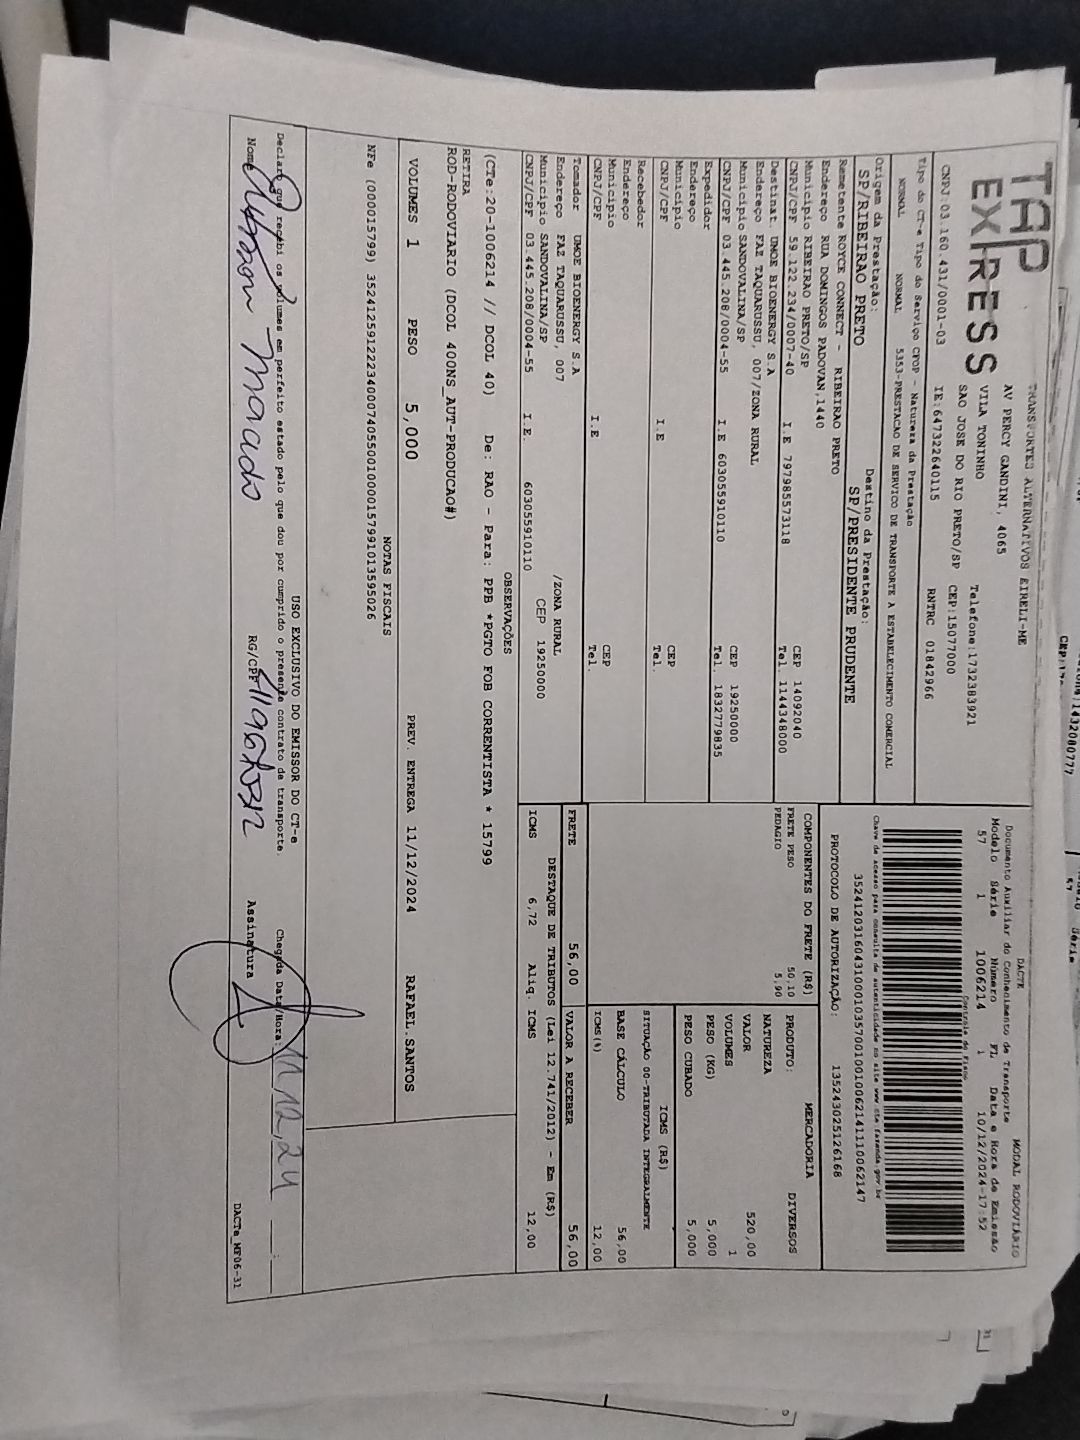 TAP EXPRESS
TRANSPORTES ALTERNATIVOS EIRELI-ME
AV PERCY GANDINI, 4065
VILA TONINHO Telefone:1732383921
SAO JOSE DO RIO PRETO/SP CEP:15077000
CNPJ:03.160.431/0001-03 IE:647322640115 RNTRC 01842966
Tipo do CT-e Tipo do Serviço CFOP - Natureza da Prestação
NORMAL NORMAL 5353-PRESTACAO DE SERVICO DE TRANSPORTE A ESTABELECIMENTO COMERCIAL
Origem da Prestação: Destino da Prestação:
SP/RIBEIRAO PRETO SP/PRESIDENTE PRUDENTE
Remetente ROYCE CONNECT - RIBEIRAO PRETO
Endereço RUA DOMINGOS PADOVAN,1440
Município RIBEIRAO PRETO/SP CEP 14092040
CNPJ/CPF 59.122.234/0007-40 I.E 797985573118 Tel. 1144348000
Destinat. UMOE BIOENERGY S.A
Endereço FAZ TAQUARUSSU, 007/ZONA RURAL
Município SANDOVALINA/SP CEP 19250000
CNPJ/CPF 03.445.208/0004-55 I.E 603055910110 Tel. 1832779835
Expedidor
Endereço
Município CEP
CNPJ/CPF I.E Tel.
Recebedor
Endereço
Município CEP
CNPJ/CPF I.E Tel.
Tomador UMOE BIOENERGY S.A
Endereço FAZ TAQUARUSSU, 007 /ZONA RURAL
Município SANDOVALINA/SP CEP 19250000
CNPJ/CPF 03.445.208/0004-55 I.E. 603055910110
DACTE MODAL RODOVIÁRIO
Documento Auxiliar do Conhecimento de Transporte
Modelo Série Número Fl Data e Hora de Emissão
57 1 1006214 1 10/12/2024-17:52
Controle do Fisco
Chave de acesso para consulta de autenticidade no site www.cte.fazenda.gov.br
35241203160431000103570010010062141110062147
PROTOCOLO DE AUTORIZAÇÃO: 135243025126168
COMPONENTES DO FRETE (R$)
FRETE PESO 50,10
PEDAGIO 5,90
MERCADORIA
PRODUTO: DIVERSOS
NATUREZA
VALOR 520,00
VOLUMES 1
PESO (KG) 5,000
PESO CUBADO 5,000
ICMS (R$)
SITUAÇÃO 00-TRIBUTADA INTEGRALMENTE
BASE CÁLCULO 56,00
ICMS(%) 12,00
FRETE 56,00 VALOR A RECEBER 56,00
DESTAQUE DE TRIBUTOS (Lei 12.741/2012) - Em (R$)
ICMS 6,72 Aliq. ICMS 12,00
OBSERVAÇÕES
(CTe:20-1006214 // DCOL 40) De: RAO - Para: PPB *PGTO FOB CORRENTISTA * 15799
RETIRA
ROD-RODOVIARIO (DCOL 400NS_AUT-PRODUCAO#)
VOLUMES 1 PESO 5,000 PREV. ENTREGA 11/12/2024 RAFAEL.SANTOS
NOTAS FISCAIS
NFe (000015799) 35241259122234000740550010000157991013595026
USO EXCLUSIVO DO EMISSOR DO CT-e
Declaro que recebi os volumes em perfeito estado pelo que dou por cumprido o presente contrato de transporte. Chegada Data/Hora: 11/12,24
Nome Macado RG/CPF Assinatura
DACTe_MF06-31